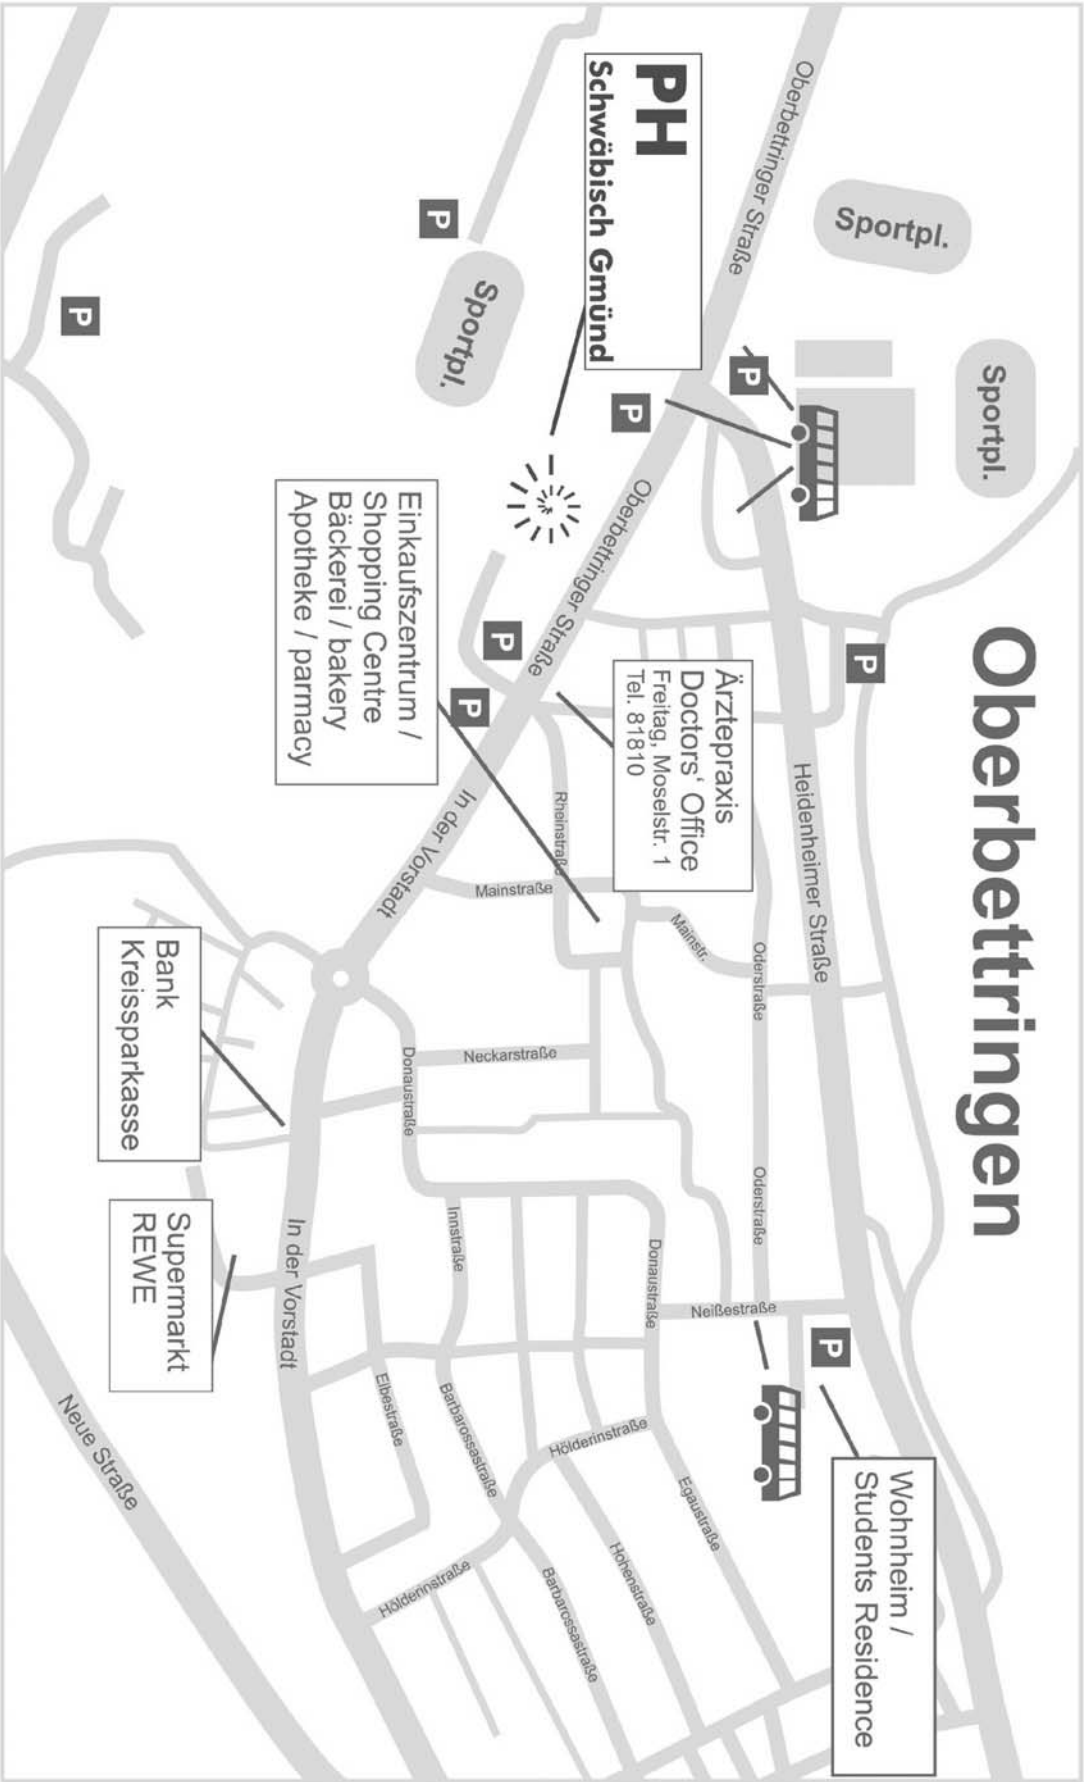 Oberbettringen
Oberbettringer Straße
Sportpl.
Sportpl.
Sportpl.
PH
Schwäbisch Gmünd
P
P
P
P
P
P
P
P
Oberbettringer Straße
Heidenheimer Straße
Ärztepraxis
Doctors' Office
Freitag, Moselstr. 1
Tel. 81810
Einkaufszentrum /
Shopping Centre
Bäckerei / bakery
Apotheke / parmacy
Rheinstraße
Mainstraße
Mainstr.
Oderstraße
Oderstraße
In der Vorstadt
Neckarstraße
Donaustraße
Donaustraße
Neißestraße
Innstraße
Bank
Kreissparkasse
Supermarkt
REWE
In der Vorstadt
Elbestraße
Barbarossastraße
Barbarossastraße
Hölderinstraße
Hölderinstraße
Egaustraße
Hohenstraße
Neue Straße
Wohnheim /
Students Residence